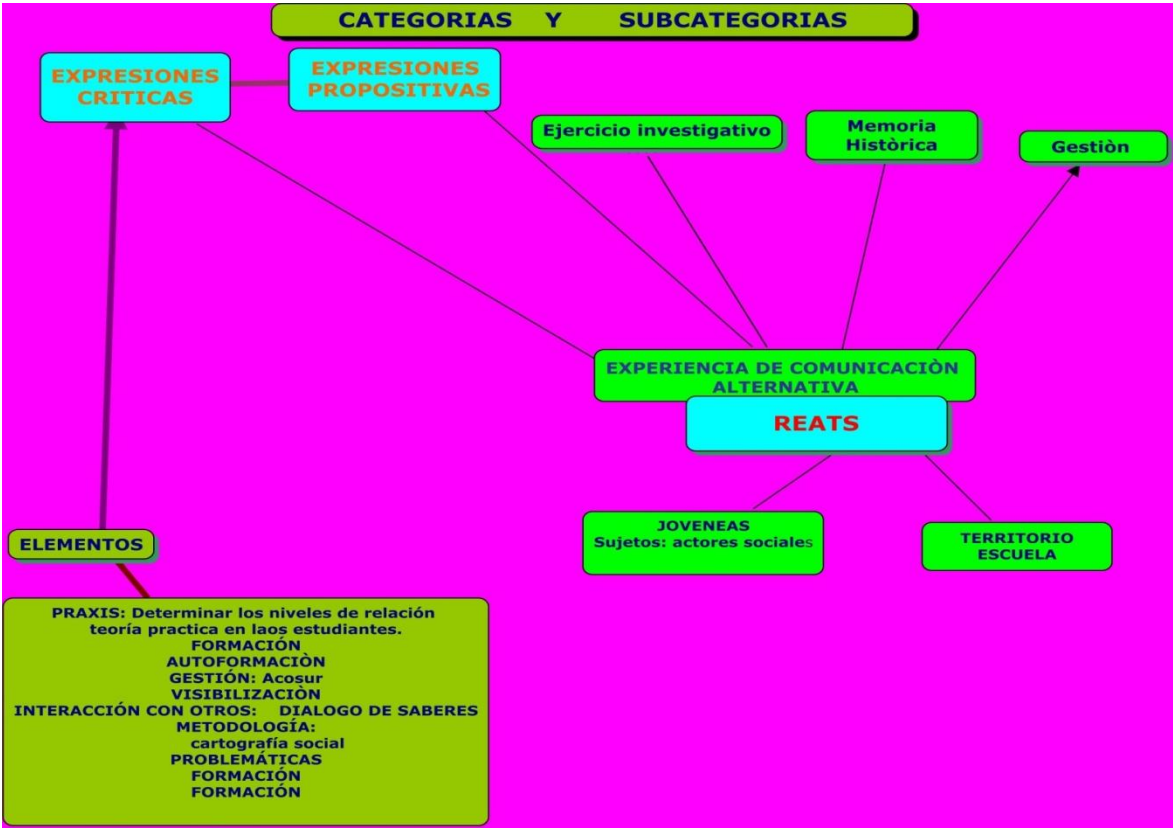 CATEGORIAS Y SUBCATEGORIAS
EXPRESIONES
CRITICAS
EXPRESIONES
PROPOSITIVAS
Ejercicio investigativo
Memoria
Històrica
Gestiòn
EXPERIENCIA DE COMUNICACIÒN
ALTERNATIVA
REATS
JOVENEAS
Sujetos: actores sociales
TERRITORIO
ESCUELA
ELEMENTOS
PRAXIS: Determinar los niveles de relación
teoría practica en laos estudiantes.
FORMACIÓN
AUTOFORMACIÒN
GESTIÓN: Acosur
VISIBILIZACIÒN
INTERACCIÓN CON OTROS: DIALOGO DE SABERES
METODOLOGÍA:
cartografía social
PROBLEMÁTICAS
FORMACIÓN
FORMACIÓN